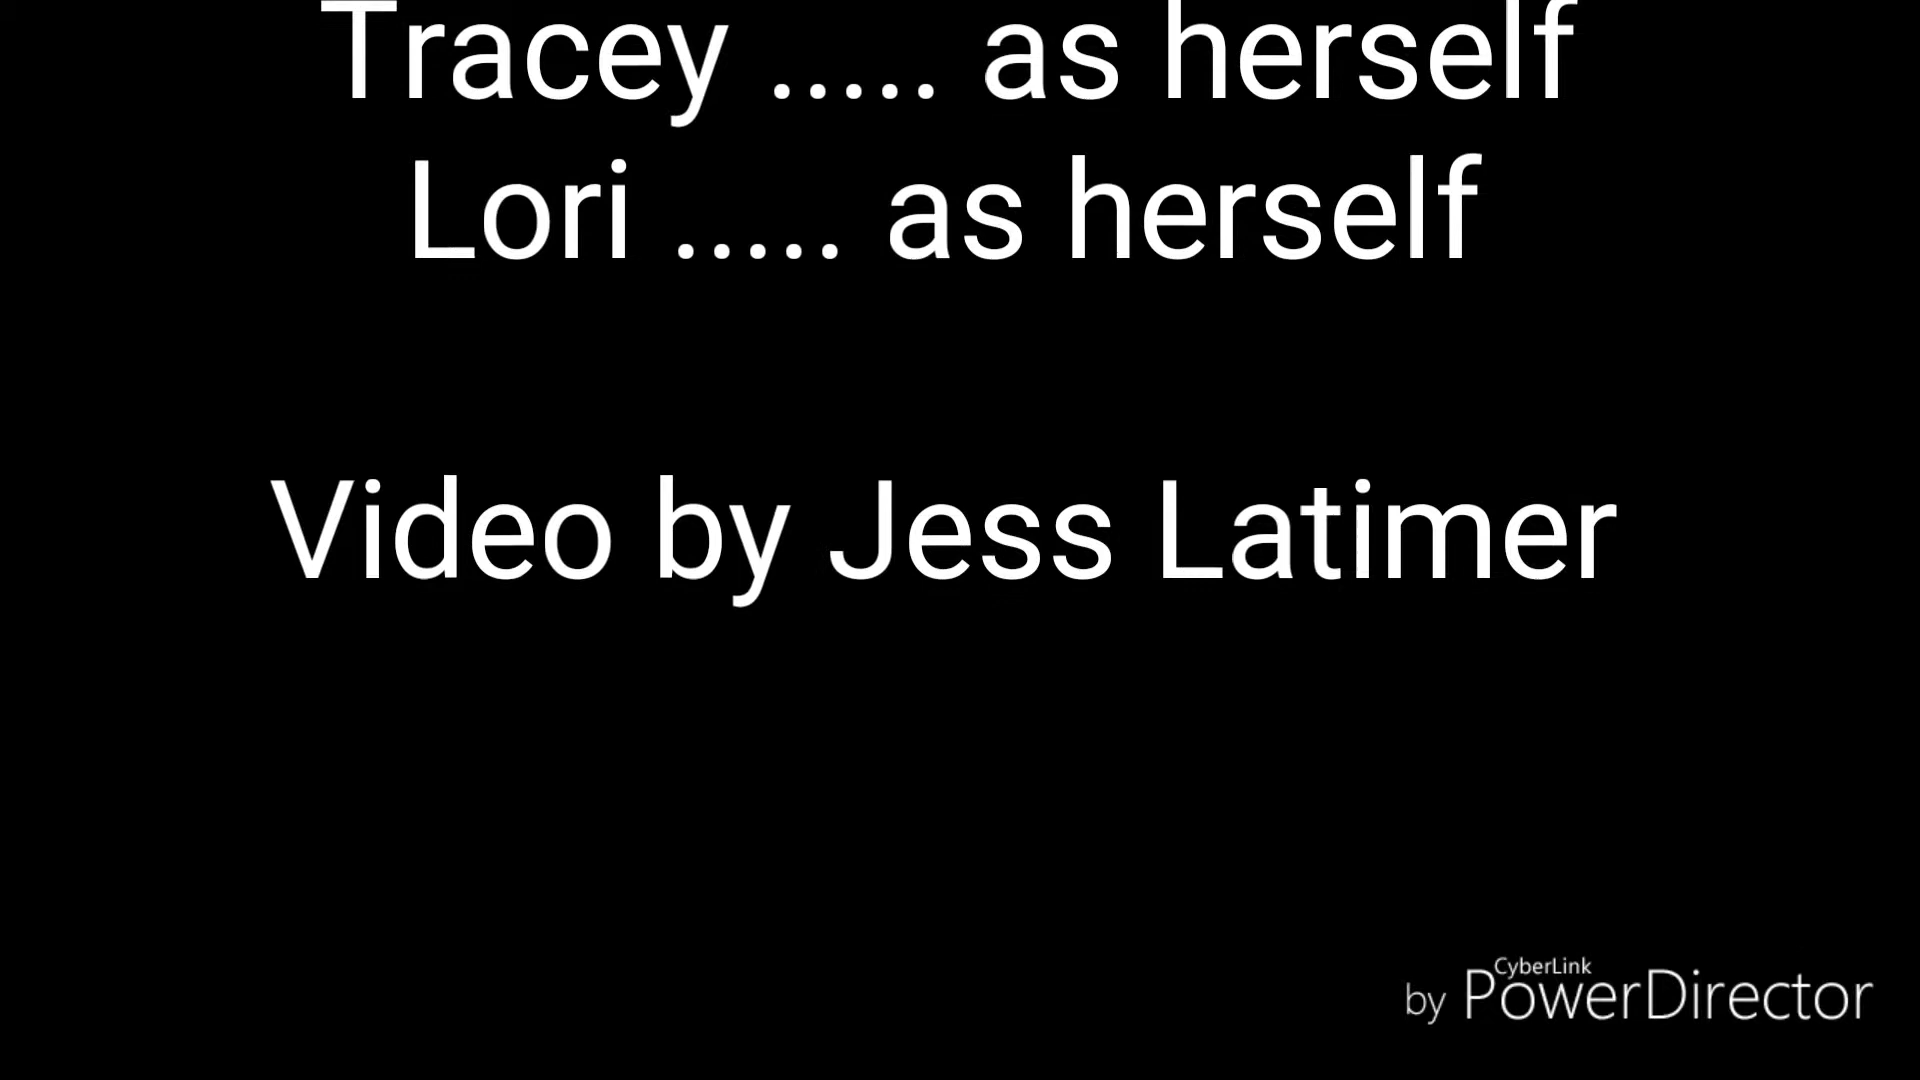 Tracey ..... as herself
Lori ..... as herself
Video by Jess Latimer
CyberLink
by PowerDirector